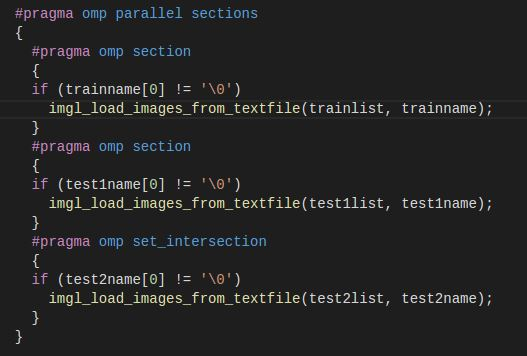 #pragma omp parallel sections
{
  #pragma omp section
  {
  if (trainname[0] != '\0')
    imgl_load_images_from_textfile(trainlist, trainname);
  }
  #pragma omp section
  {
  if (test1name[0] != '\0')
    imgl_load_images_from_textfile(test1list, test1name);
  }
  #pragma omp set_intersection
  {
  if (test2name[0] != '\0')
    imgl_load_images_from_textfile(test2list, test2name);
  }
}